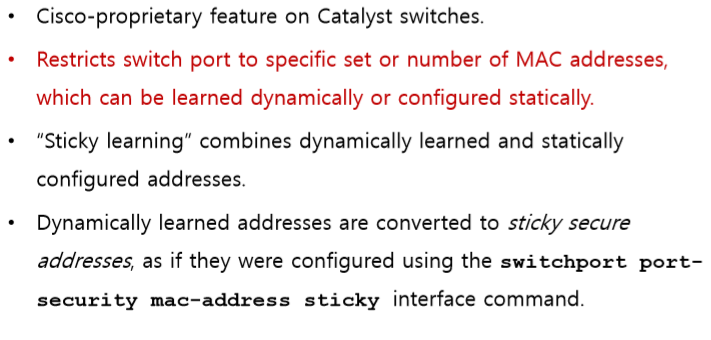 • Cisco-proprietary feature on Catalyst switches.
• Restricts switch port to specific set or number of MAC addresses,
which can be learned dynamically or configured statically.
• “Sticky learning” combines dynamically learned and statically
configured addresses.
• Dynamically learned addresses are converted to sticky secure
addresses, as if they were configured using the switchport port-
security mac-address sticky interface command.